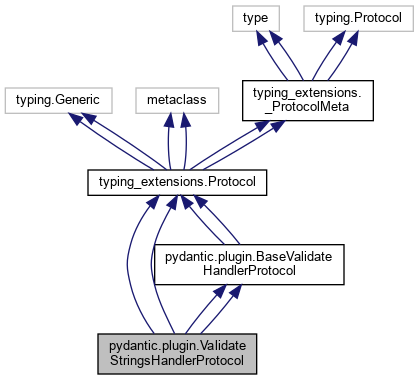 type
typing.Protocol
typing.Generic
metaclass
typing_extensions.
_ProtocolMeta
typing_extensions.Protocol
pydantic.plugin.BaseValidate
HandlerProtocol
pydantic.plugin.Validate
StringsHandlerProtocol